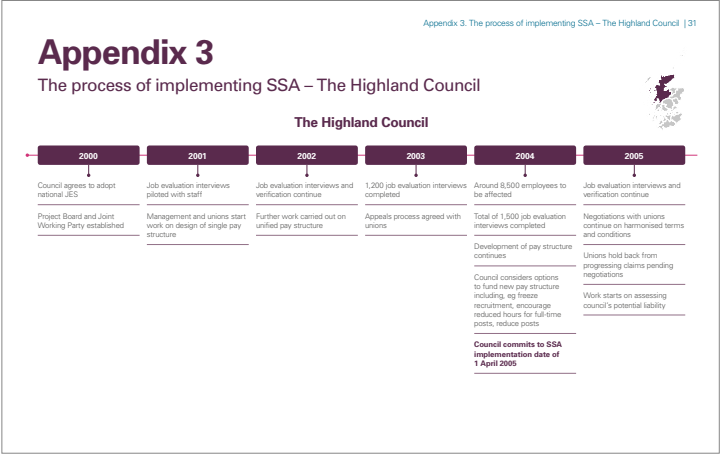 Appendix 3. The process of implementing SSA – The Highland Council | 31
Appendix 3
The process of implementing SSA – The Highland Council
The Highland Council
2000
Council agrees to adopt
national JES
Project Board and Joint
Working Party established
2001
Job evaluation interviews
piloted with staff
Management and unions start
work on design of single pay
structure
2002
Job evaluation interviews and
verification continue
Further work carried out on
unified pay structure
2003
1,200 job evaluation interviews
completed
Appeals process agreed with
unions
2004
Around 8,500 employees to
be affected
Total of 1,500 job evaluation
interviews completed
Development of pay structure
continues
Council considers options
to fund new pay structure
including, eg freeze
recruitment, encourage
reduced hours for full-time
posts, reduce posts
Council commits to SSA
implementation date of
1 April 2005
2005
Job evaluation interviews and
verification continue
Negotiations with unions
continue on harmonised terms
and conditions
Unions hold back from
progressing claims pending
negotiations
Work starts on assessing
council's potential liability